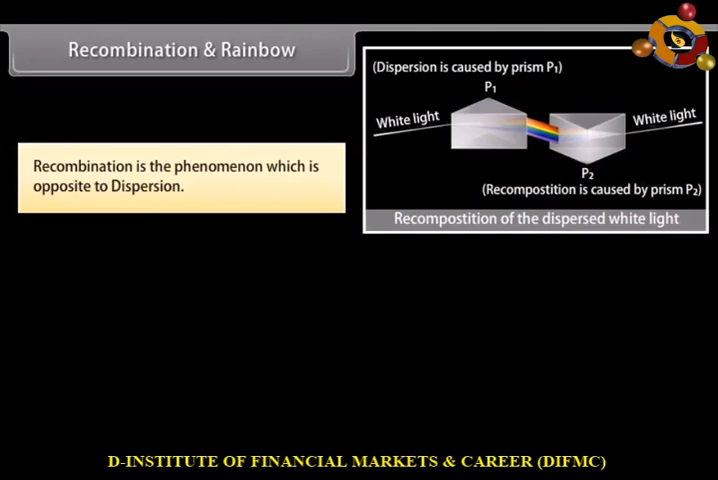 Recombination & Rainbow
(Dispersion is caused by prism P₁)
P₁
White light
White light
P₂
(Recompostition is caused by prism P₂)
Recompostition of the dispersed white light
Recombination is the phenomenon which is
opposite to Dispersion.
D-INSTITUTE OF FINANCIAL MARKETS & CAREER (DIFMC)